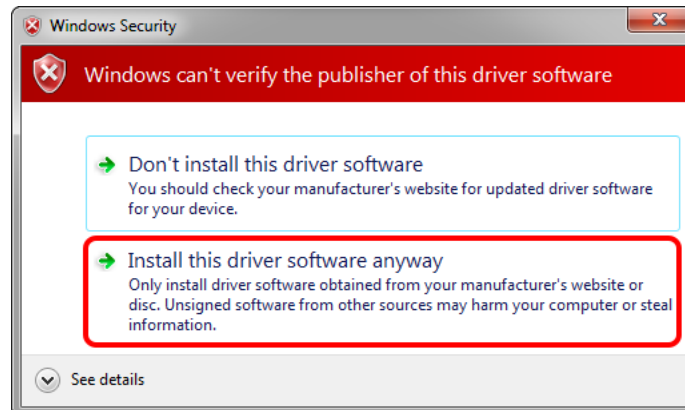 Windows Security
Windows can't verify the publisher of this driver software
Don't install this driver software
You should check your manufacturer's website for updated driver software
for your device.
Install this driver software anyway
Only install driver software obtained from your manufacturer's website or
disc. Unsigned software from other sources may harm your computer or steal
information.
See details